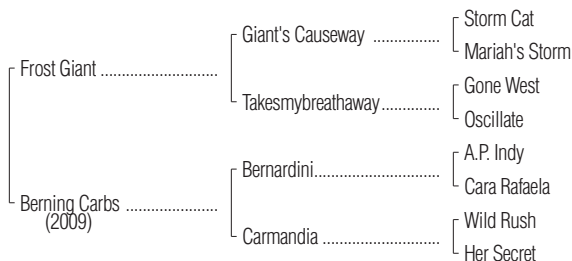 Storm Cat
Giant's Causeway ................
Mariah's Storm
Frost Giant ............................
Gone West
Takesmybreathaway..............
Oscillate
A.P. Indy
Bernardini..............................
Cara Rafaela
Berning Carbs ......................
(2009)
Wild Rush
Carmandia .............................
Her Secret